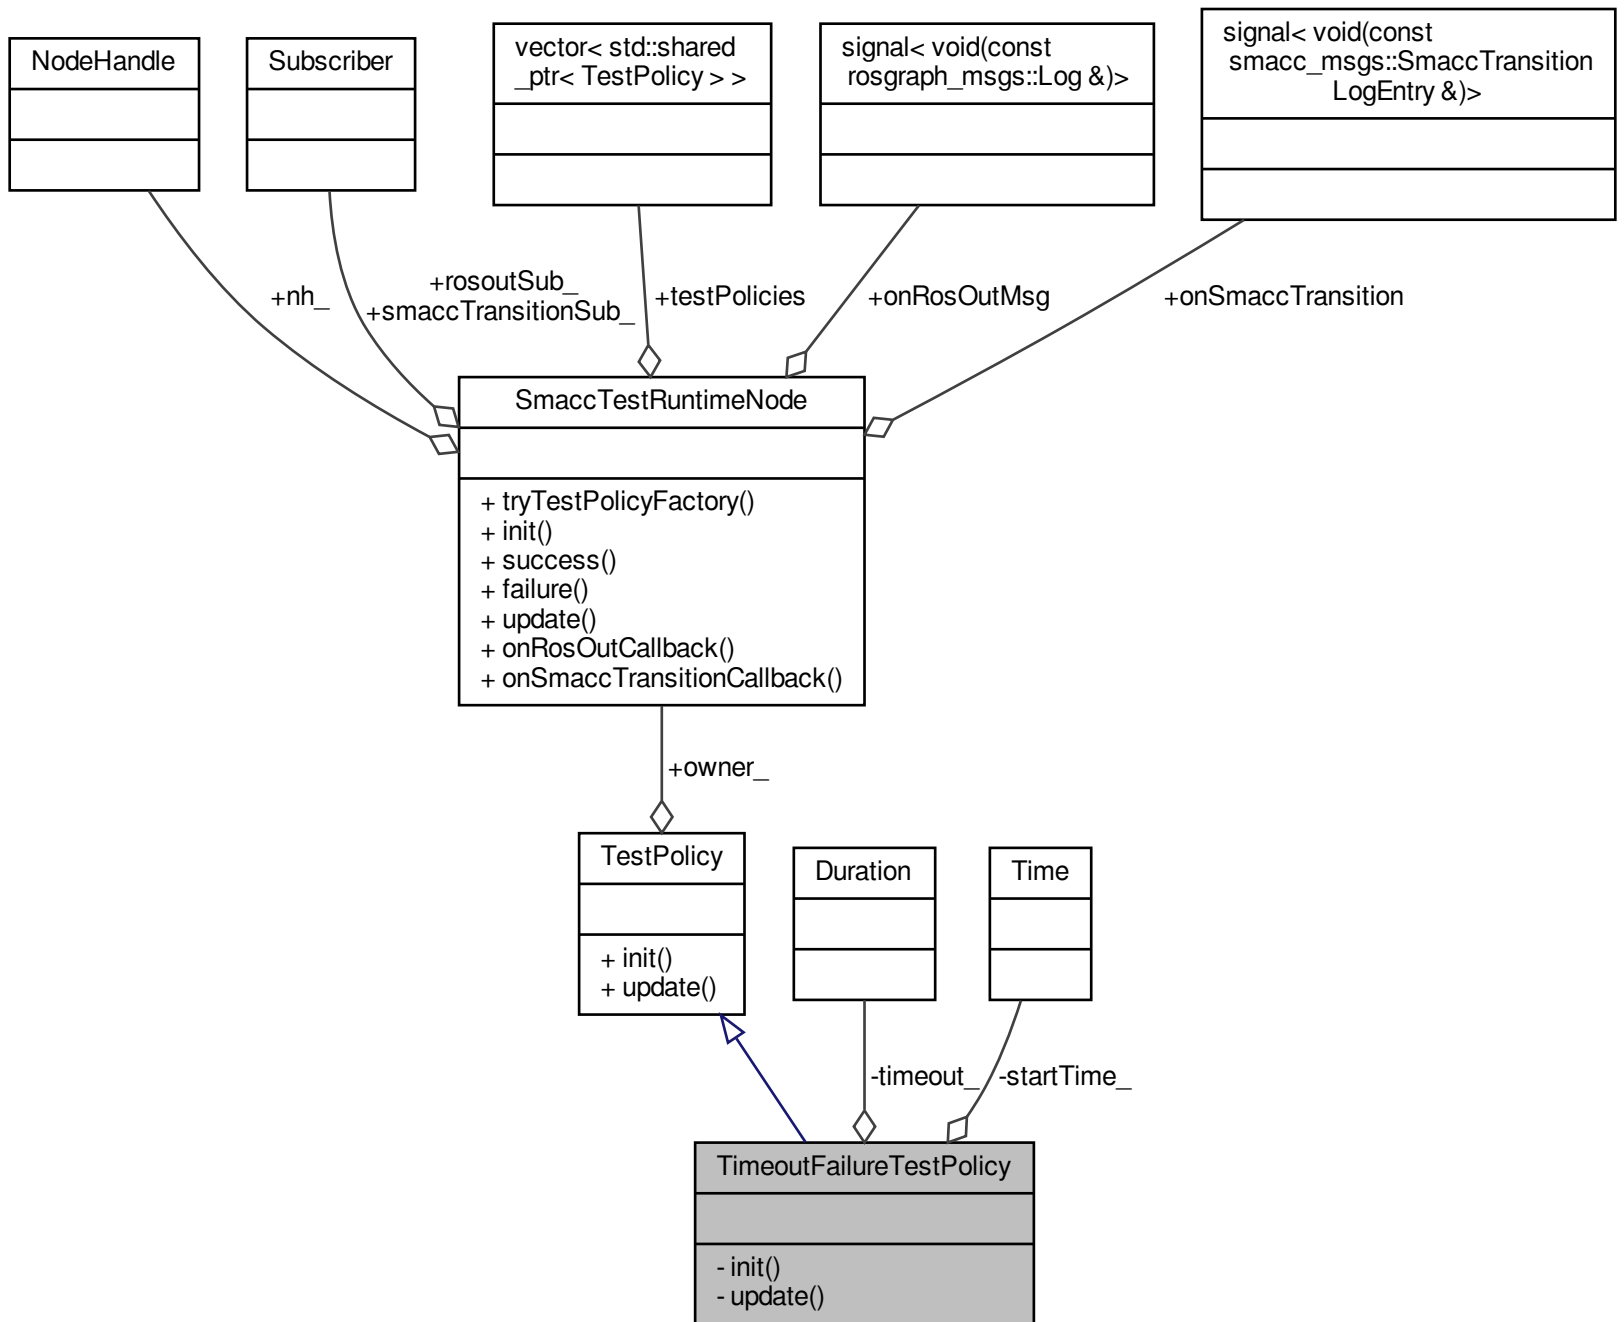 NodeHandle
Subscriber
vector< std::shared
_ptr< TestPolicy > >
signal< void(const
rosgraph_msgs::Log &)>
signal< void(const
smacc_msgs::SmaccTransition
LogEntry &)>
+nh_
+rosoutSub_
+smaccTransitionSub_
+testPolicies
+onRosOutMsg
+onSmaccTransition
SmaccTestRuntimeNode
+ tryTestPolicyFactory()
+ init()
+ success()
+ failure()
+ update()
+ onRosOutCallback()
+ onSmaccTransitionCallback()
+owner_
TestPolicy
+ init()
+ update()
Duration
Time
-timeout_
-startTime_
TimeoutFailureTestPolicy
- init()
- update()